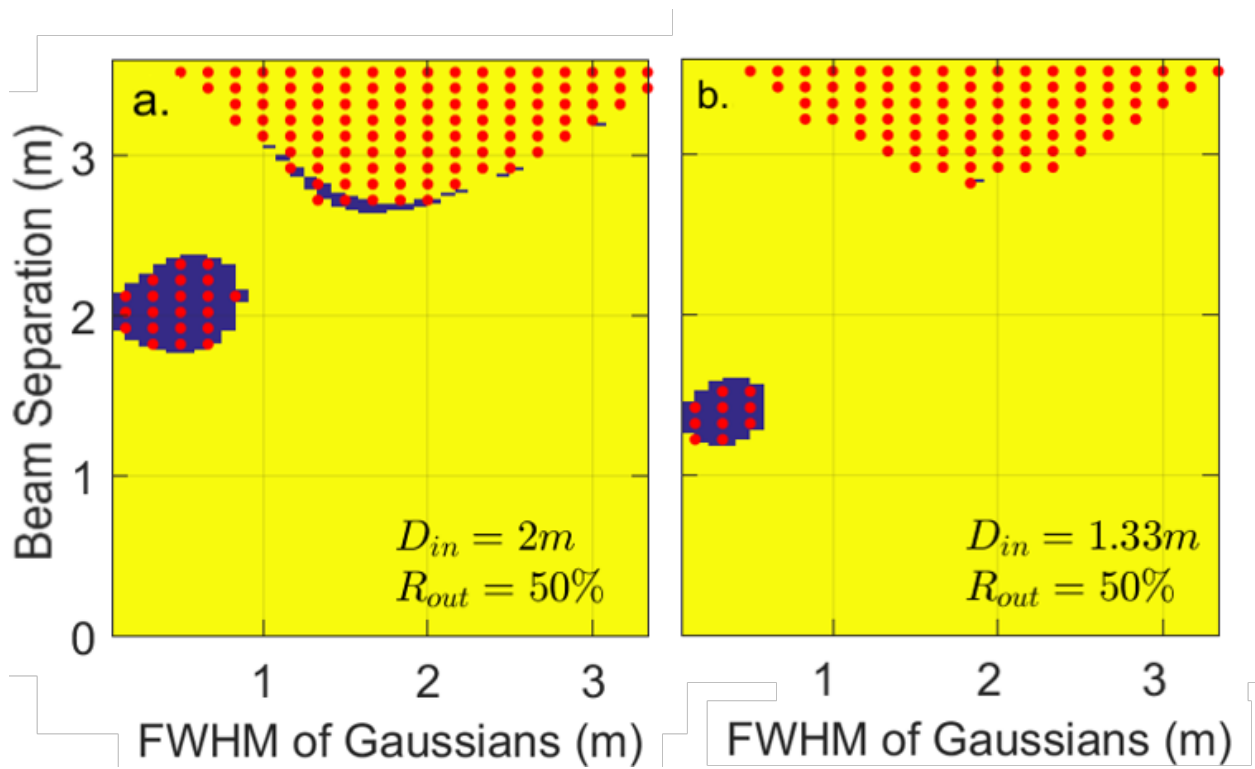 a.
b.
3
2
1
0
Beam Separation (m)
D_in = 2m
R_out = 50%
D_in = 1.33m
R_out = 50%
1 2 3
1 2 3
FWHM of Gaussians (m)
FWHM of Gaussians (m)